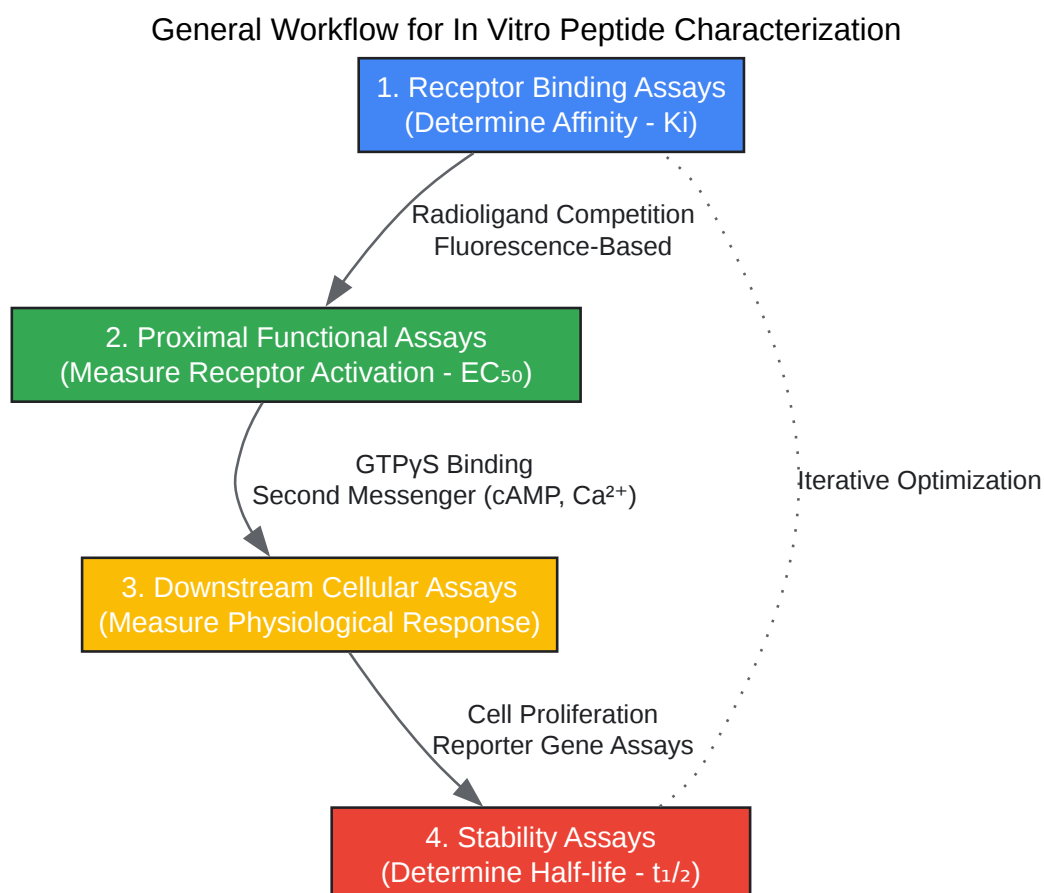 General Workflow for In Vitro Peptide Characterization
1. Receptor Binding Assays
(Determine Affinity - Ki)
Radioligand Competition
Fluorescence-Based
2. Proximal Functional Assays
(Measure Receptor Activation - EC₅₀)
GTPγS Binding
Second Messenger (cAMP, Ca²⁺)
Iterative Optimization
3. Downstream Cellular Assays
(Measure Physiological Response)
Cell Proliferation
Reporter Gene Assays
4. Stability Assays
(Determine Half-life - t₁/₂)